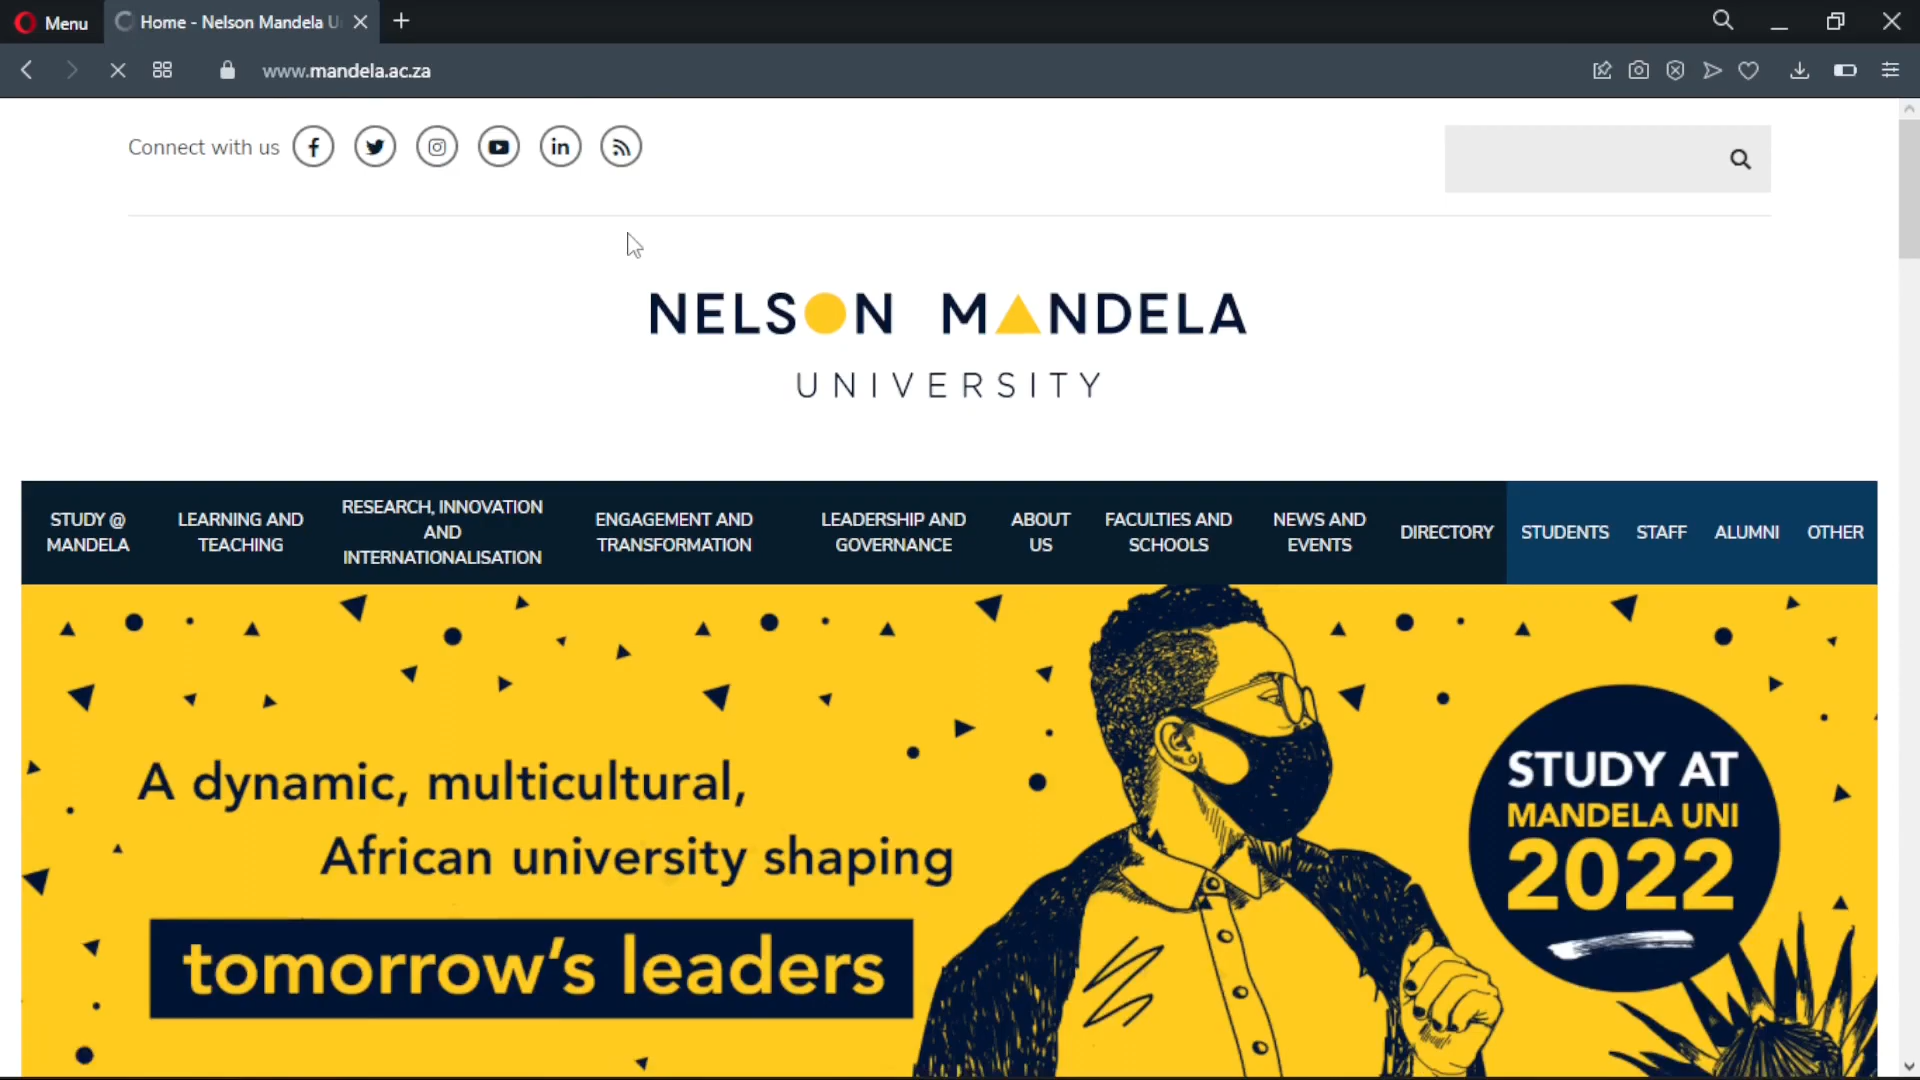 Menu
Home - Nelson Mandela U
www.mandela.ac.za
Connect with us
NELSON MANDELA
UNIVERSITY
STUDY @ MANDELA
LEARNING AND TEACHING
RESEARCH, INNOVATION AND INTERNATIONALISATION
ENGAGEMENT AND TRANSFORMATION
LEADERSHIP AND GOVERNANCE
ABOUT US
FACULTIES AND SCHOOLS
NEWS AND EVENTS
DIRECTORY
STUDENTS
STAFF
ALUMNI
OTHER
A dynamic, multicultural,
African university shaping
tomorrow's leaders
STUDY AT
MANDELA UNI
2022